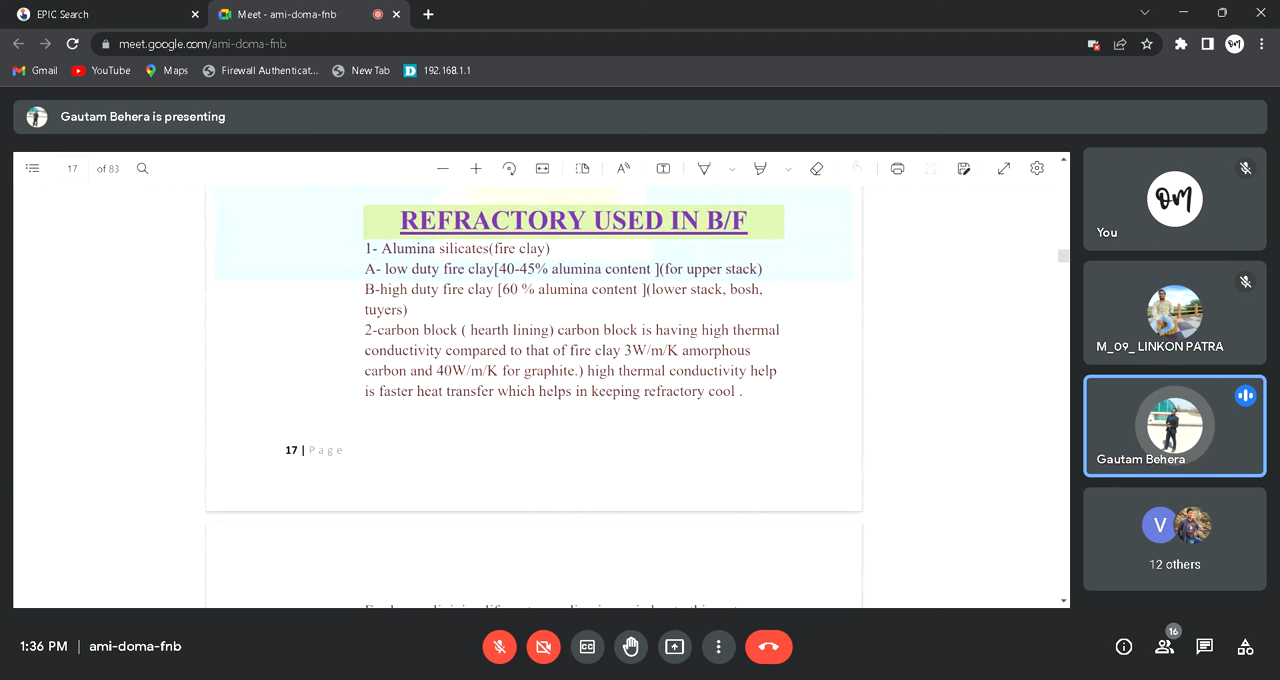 EPIC Search
Meet - ami-doma-fnb
meet.google.com/ami-doma-fnb
Gmail
YouTube
Maps
Firewall Authenticat...
New Tab
192.168.1.1
Gautam Behera is presenting
17
of 83
REFRACTORY USED IN B/F
1- Alumina silicates(fire clay)
A- low duty fire clay[40-45% alumina content ](for upper stack)
B-high duty fire clay [60 % alumina content ](lower stack, bosh,
tuyers)
2-carbon block ( hearth lining) carbon block is having high thermal
conductivity compared to that of fire clay 3W/m/K amorphous
carbon and 40W/m/K for graphite.) high thermal conductivity help
is faster heat transfer which helps in keeping refractory cool .
17 | Page
You
M_09_ LINKON PATRA
Gautam Behera
V
12 others
1:36 PM | ami-doma-fnb
16